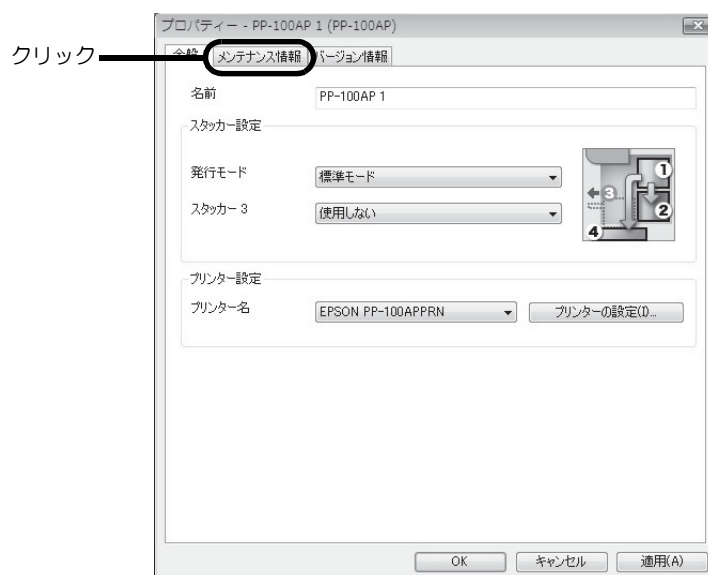 プロパティー - PP-100AP 1 (PP-100AP)
クリック
メンテナンス情報 バージョン情報
名前 PP-100AP 1
スタッカー設定
発行モード 標準モード
スタッカー 3 使用しない
1
3
2
4
プリンター設定
プリンター名 EPSON PP-100APPRN プリンターの設定(I)...
OK キャンセル 適用(A)